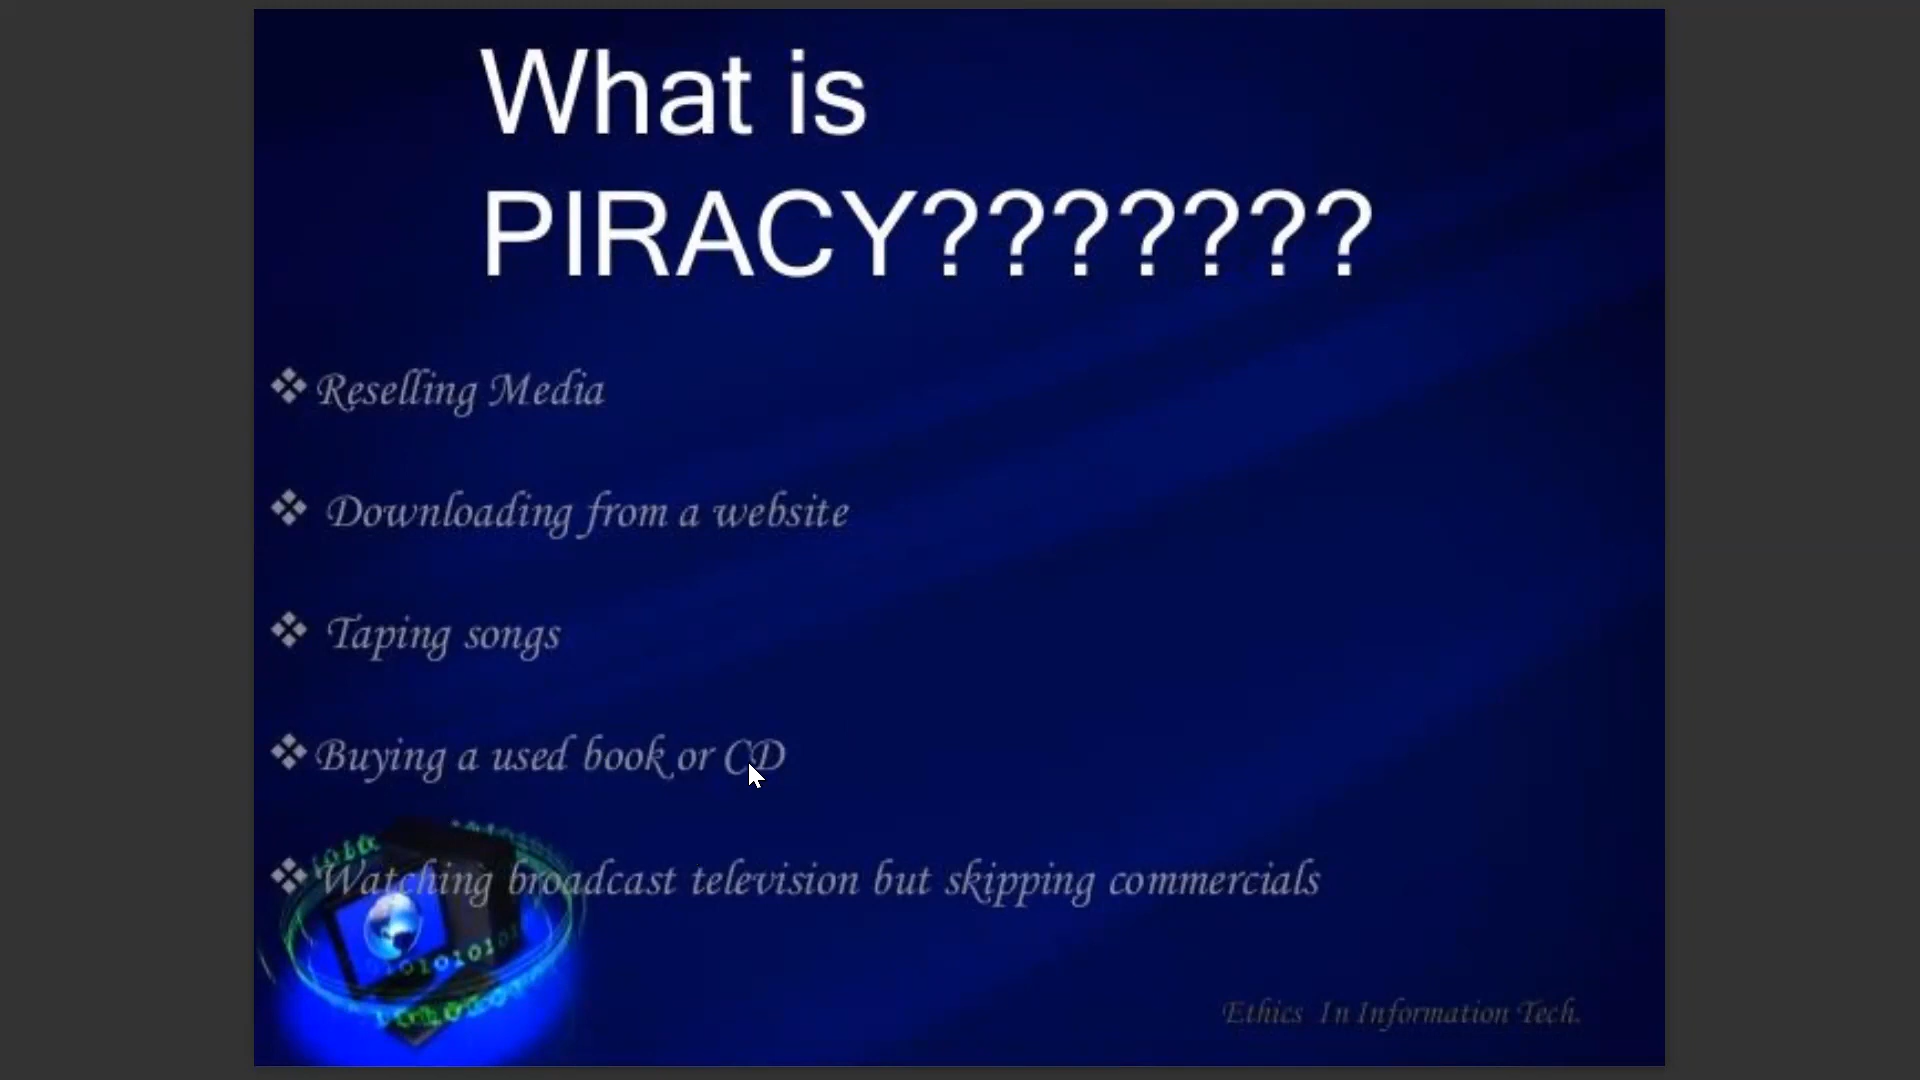 What is
PIRACY???????
❖ Reselling Media
❖ Downloading from a website
❖ Taping songs
❖ Buying a used book or CD
❖ Watching broadcast television but skipping commercials
01010101
Ethics In Information Tech.